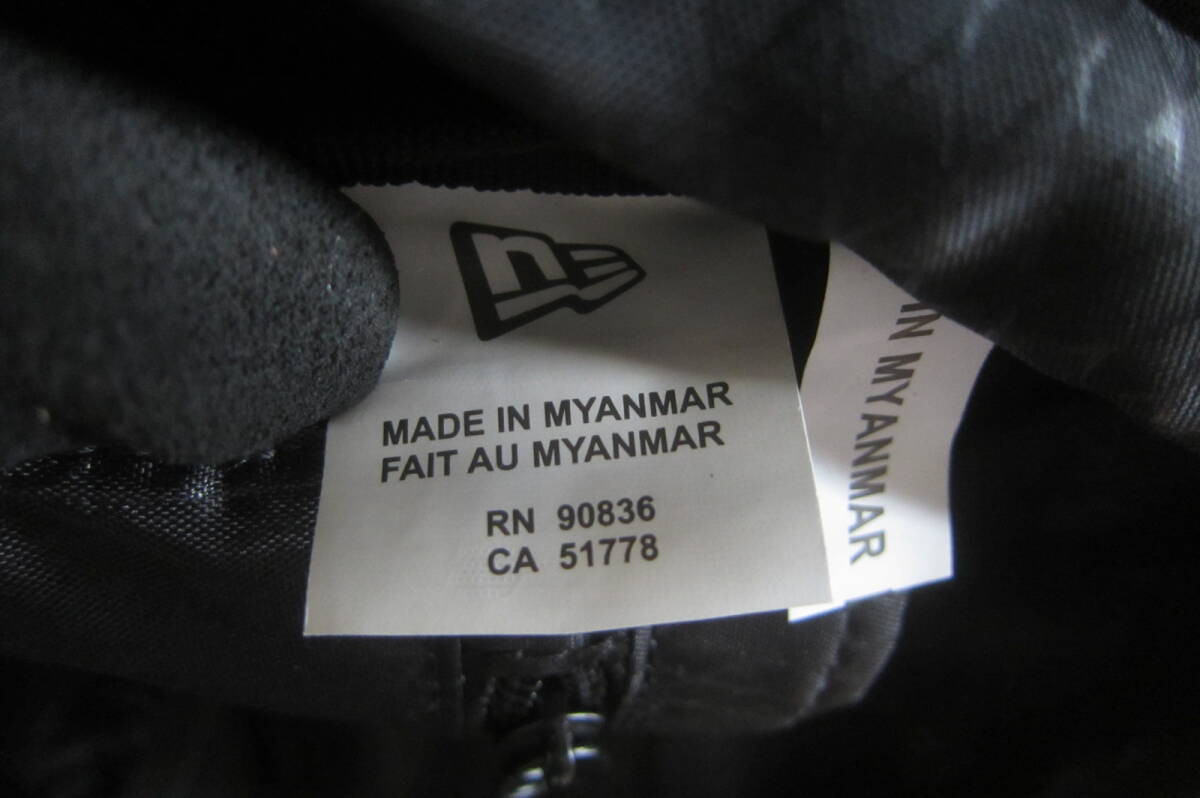 MADE IN MYANMAR
FAIT AU MYANMAR
RN 90836
CA 51778
IN MYANMAR